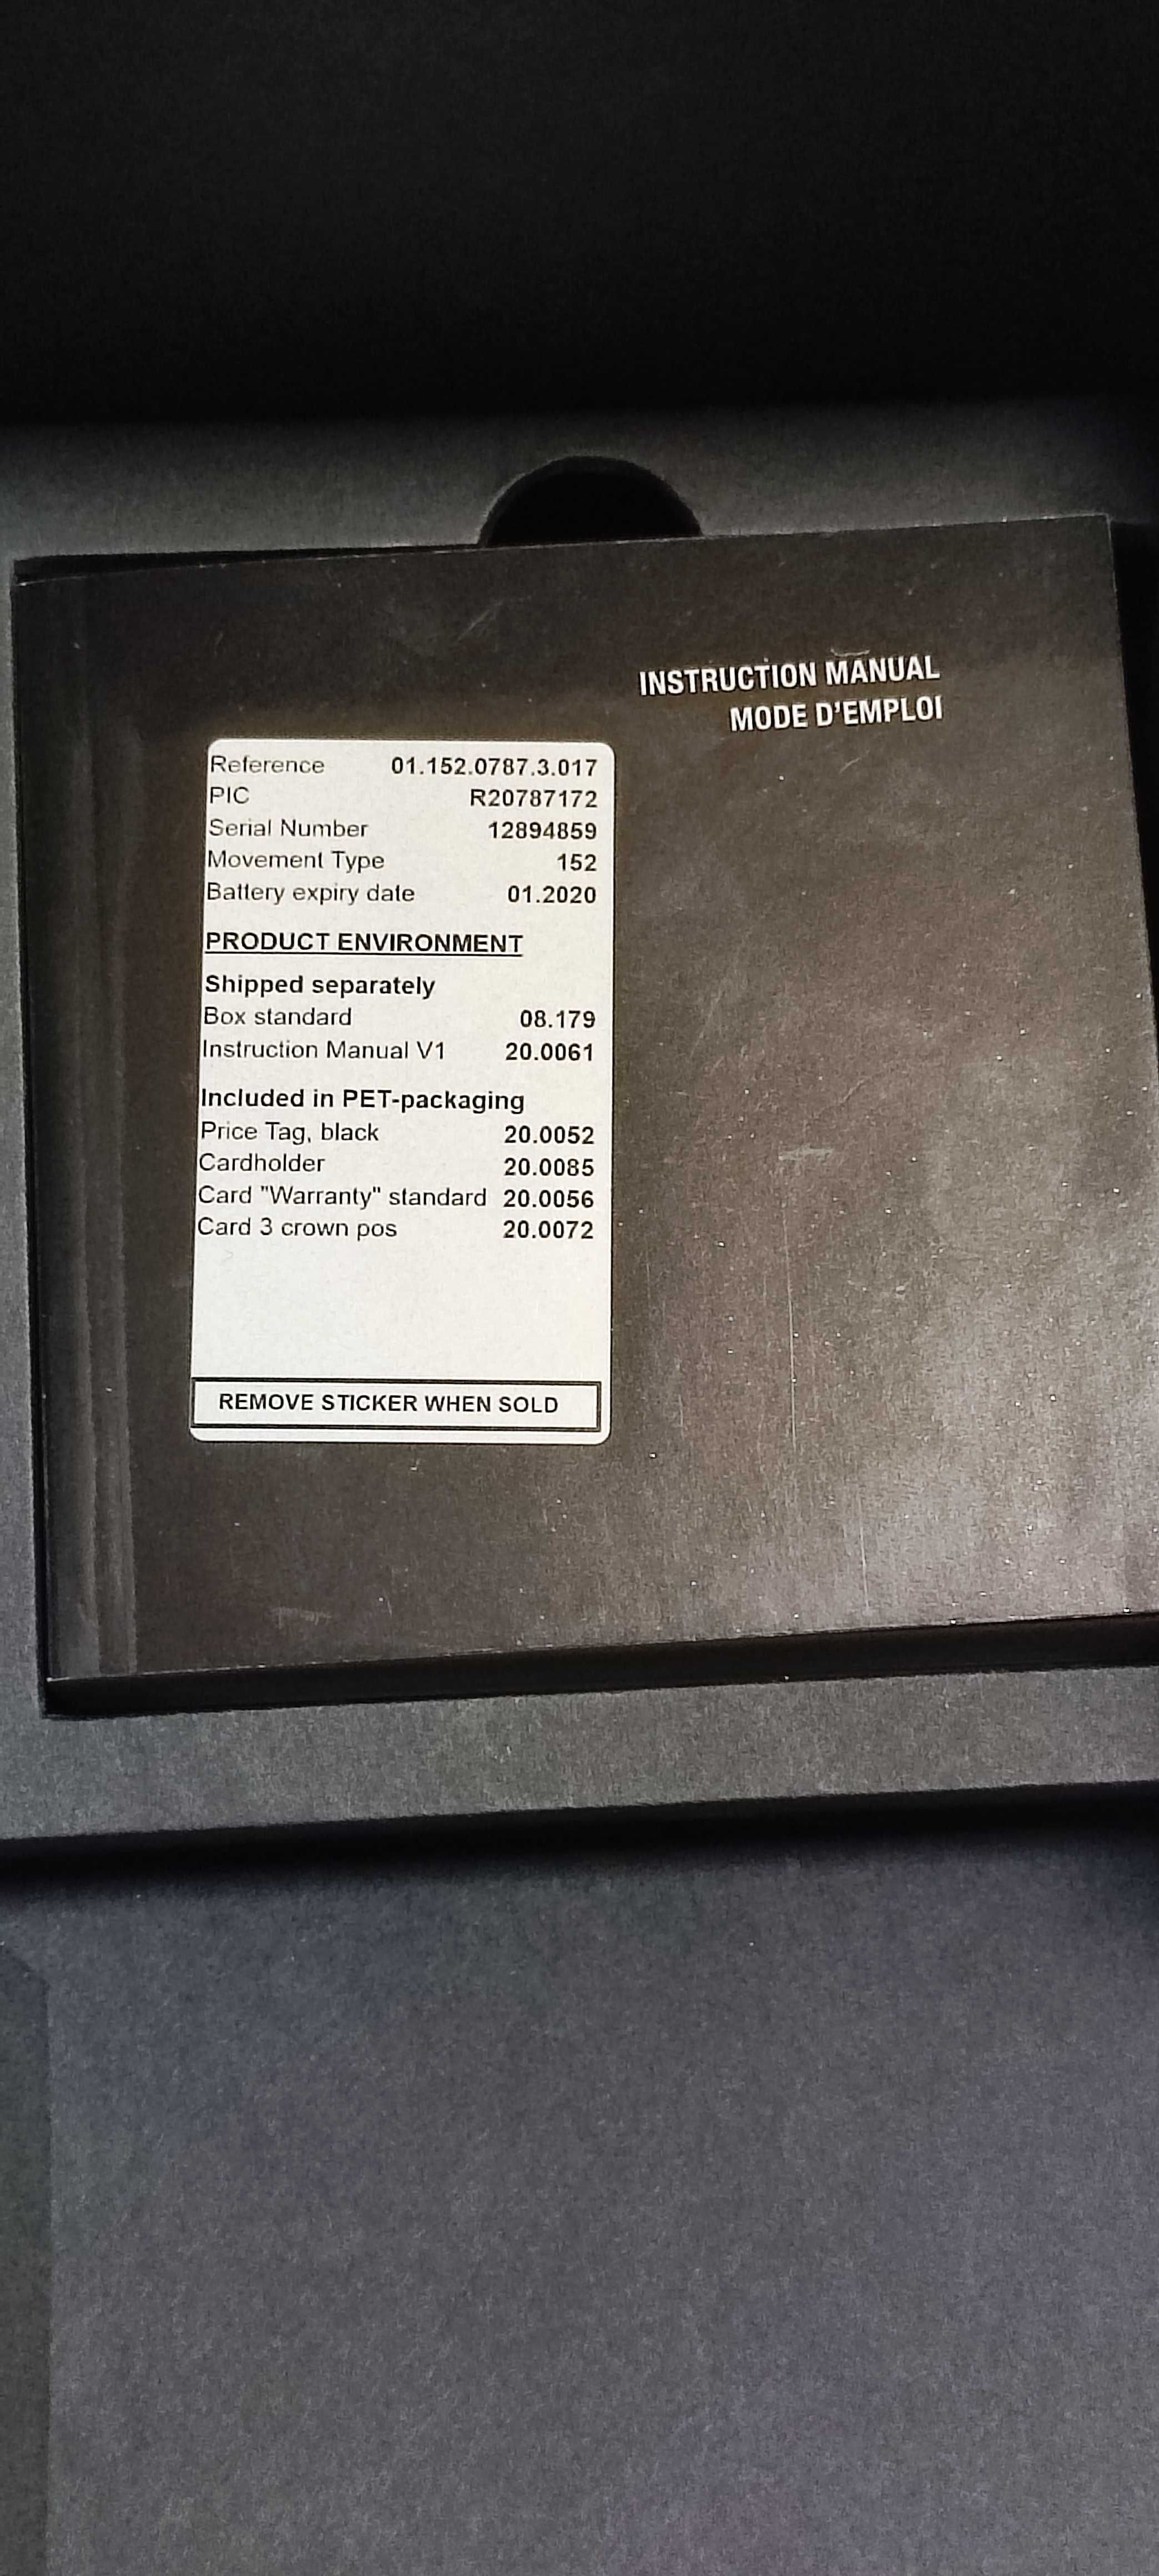 INSTRUCTION MANUAL
MODE D'EMPLOI
Reference 01.152.0787.3.017
PIC R20787172
Serial Number 12894859
Movement Type 152
Battery expiry date 01.2020
PRODUCT ENVIRONMENT
Shipped separately
Box standard 08.179
Instruction Manual V1 20.0061
Included in PET-packaging
Price Tag, black 20.0052
Cardholder 20.0085
Card "Warranty" standard 20.0056
Card 3 crown pos 20.0072
REMOVE STICKER WHEN SOLD